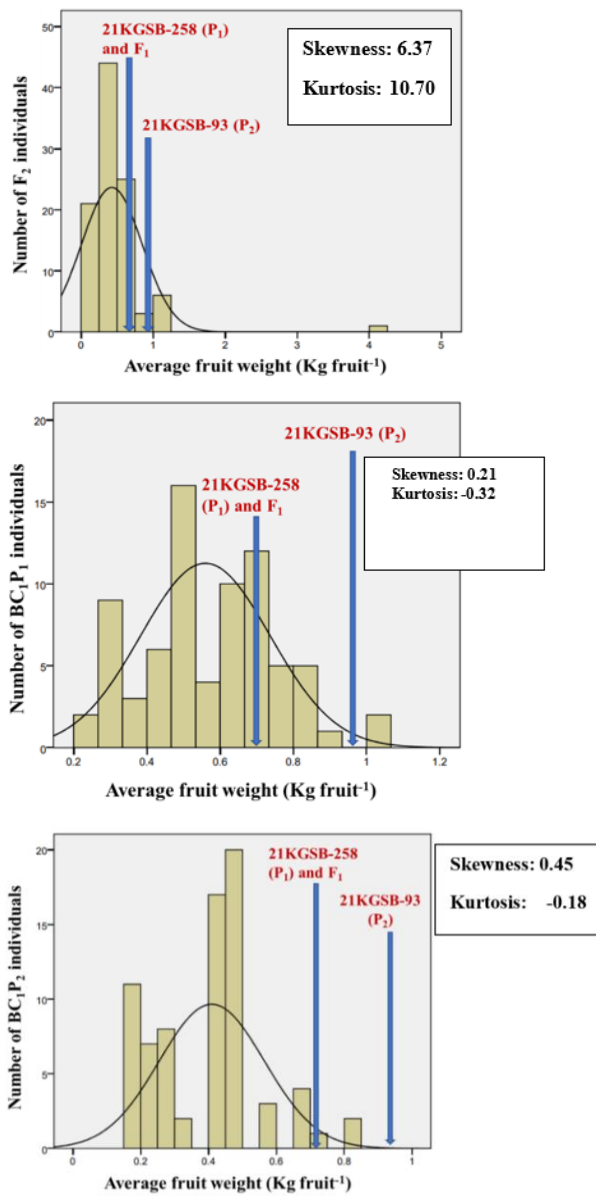 21KGSB-258 (P₁)
and F₁
21KGSB-93 (P₂)
Skewness: 6.37
Kurtosis: 10.70
Number of F₂ individuals
50
40
30
20
10
0
0 1 2 3 4 5
Average fruit weight (Kg fruit⁻¹)
21KGSB-93 (P₂)
21KGSB-258
(P₁) and F₁
Skewness: 0.21
Kurtosis: -0.32
Number of BC₁P₁ individuals
20
15
10
5
0
0.2 0.4 0.6 0.8 1 1.2
Average fruit weight (Kg fruit⁻¹)
21KGSB-258
(P₁) and F₁
21KGSB-93
(P₂)
Skewness: 0.45
Kurtosis: -0.18
Number of BC₁P₂ individuals
20
15
10
5
0
0 0.2 0.4 0.6 0.8 1
Average fruit weight (Kg fruit⁻¹)